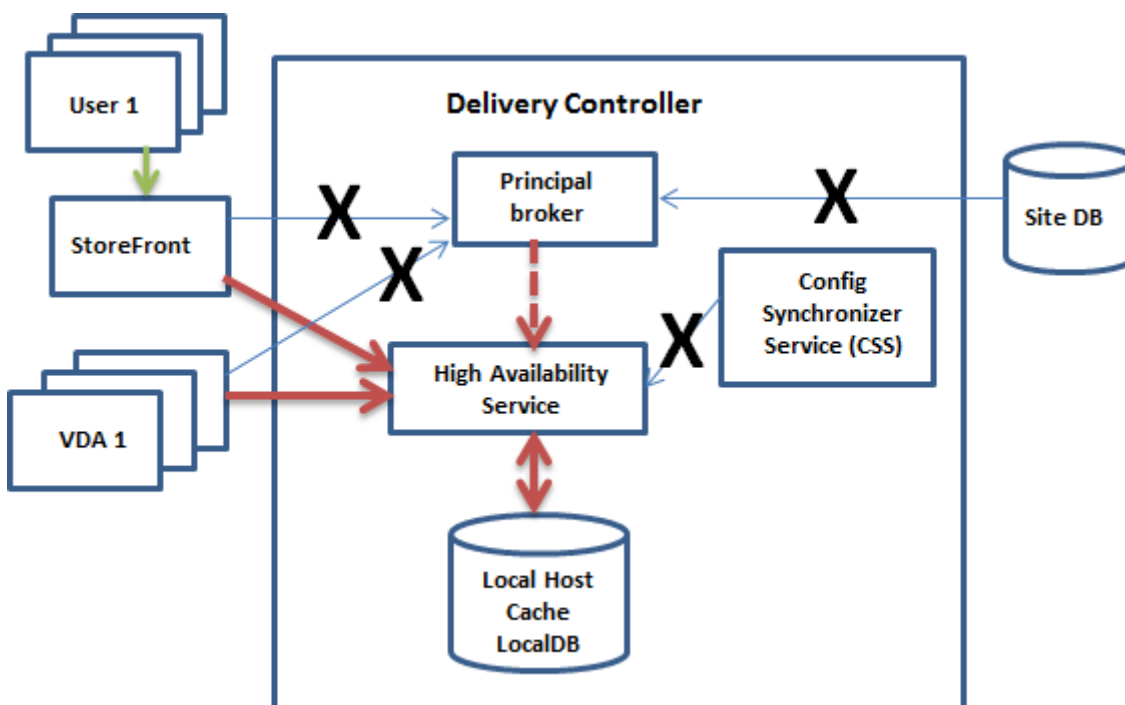 User 1
Delivery Controller
Principal
broker
X
X
StoreFront
Site DB
X
Config
Synchronizer
Service (CSS)
X
High Availability
Service
VDA 1
Local Host
Cache
LocalDB